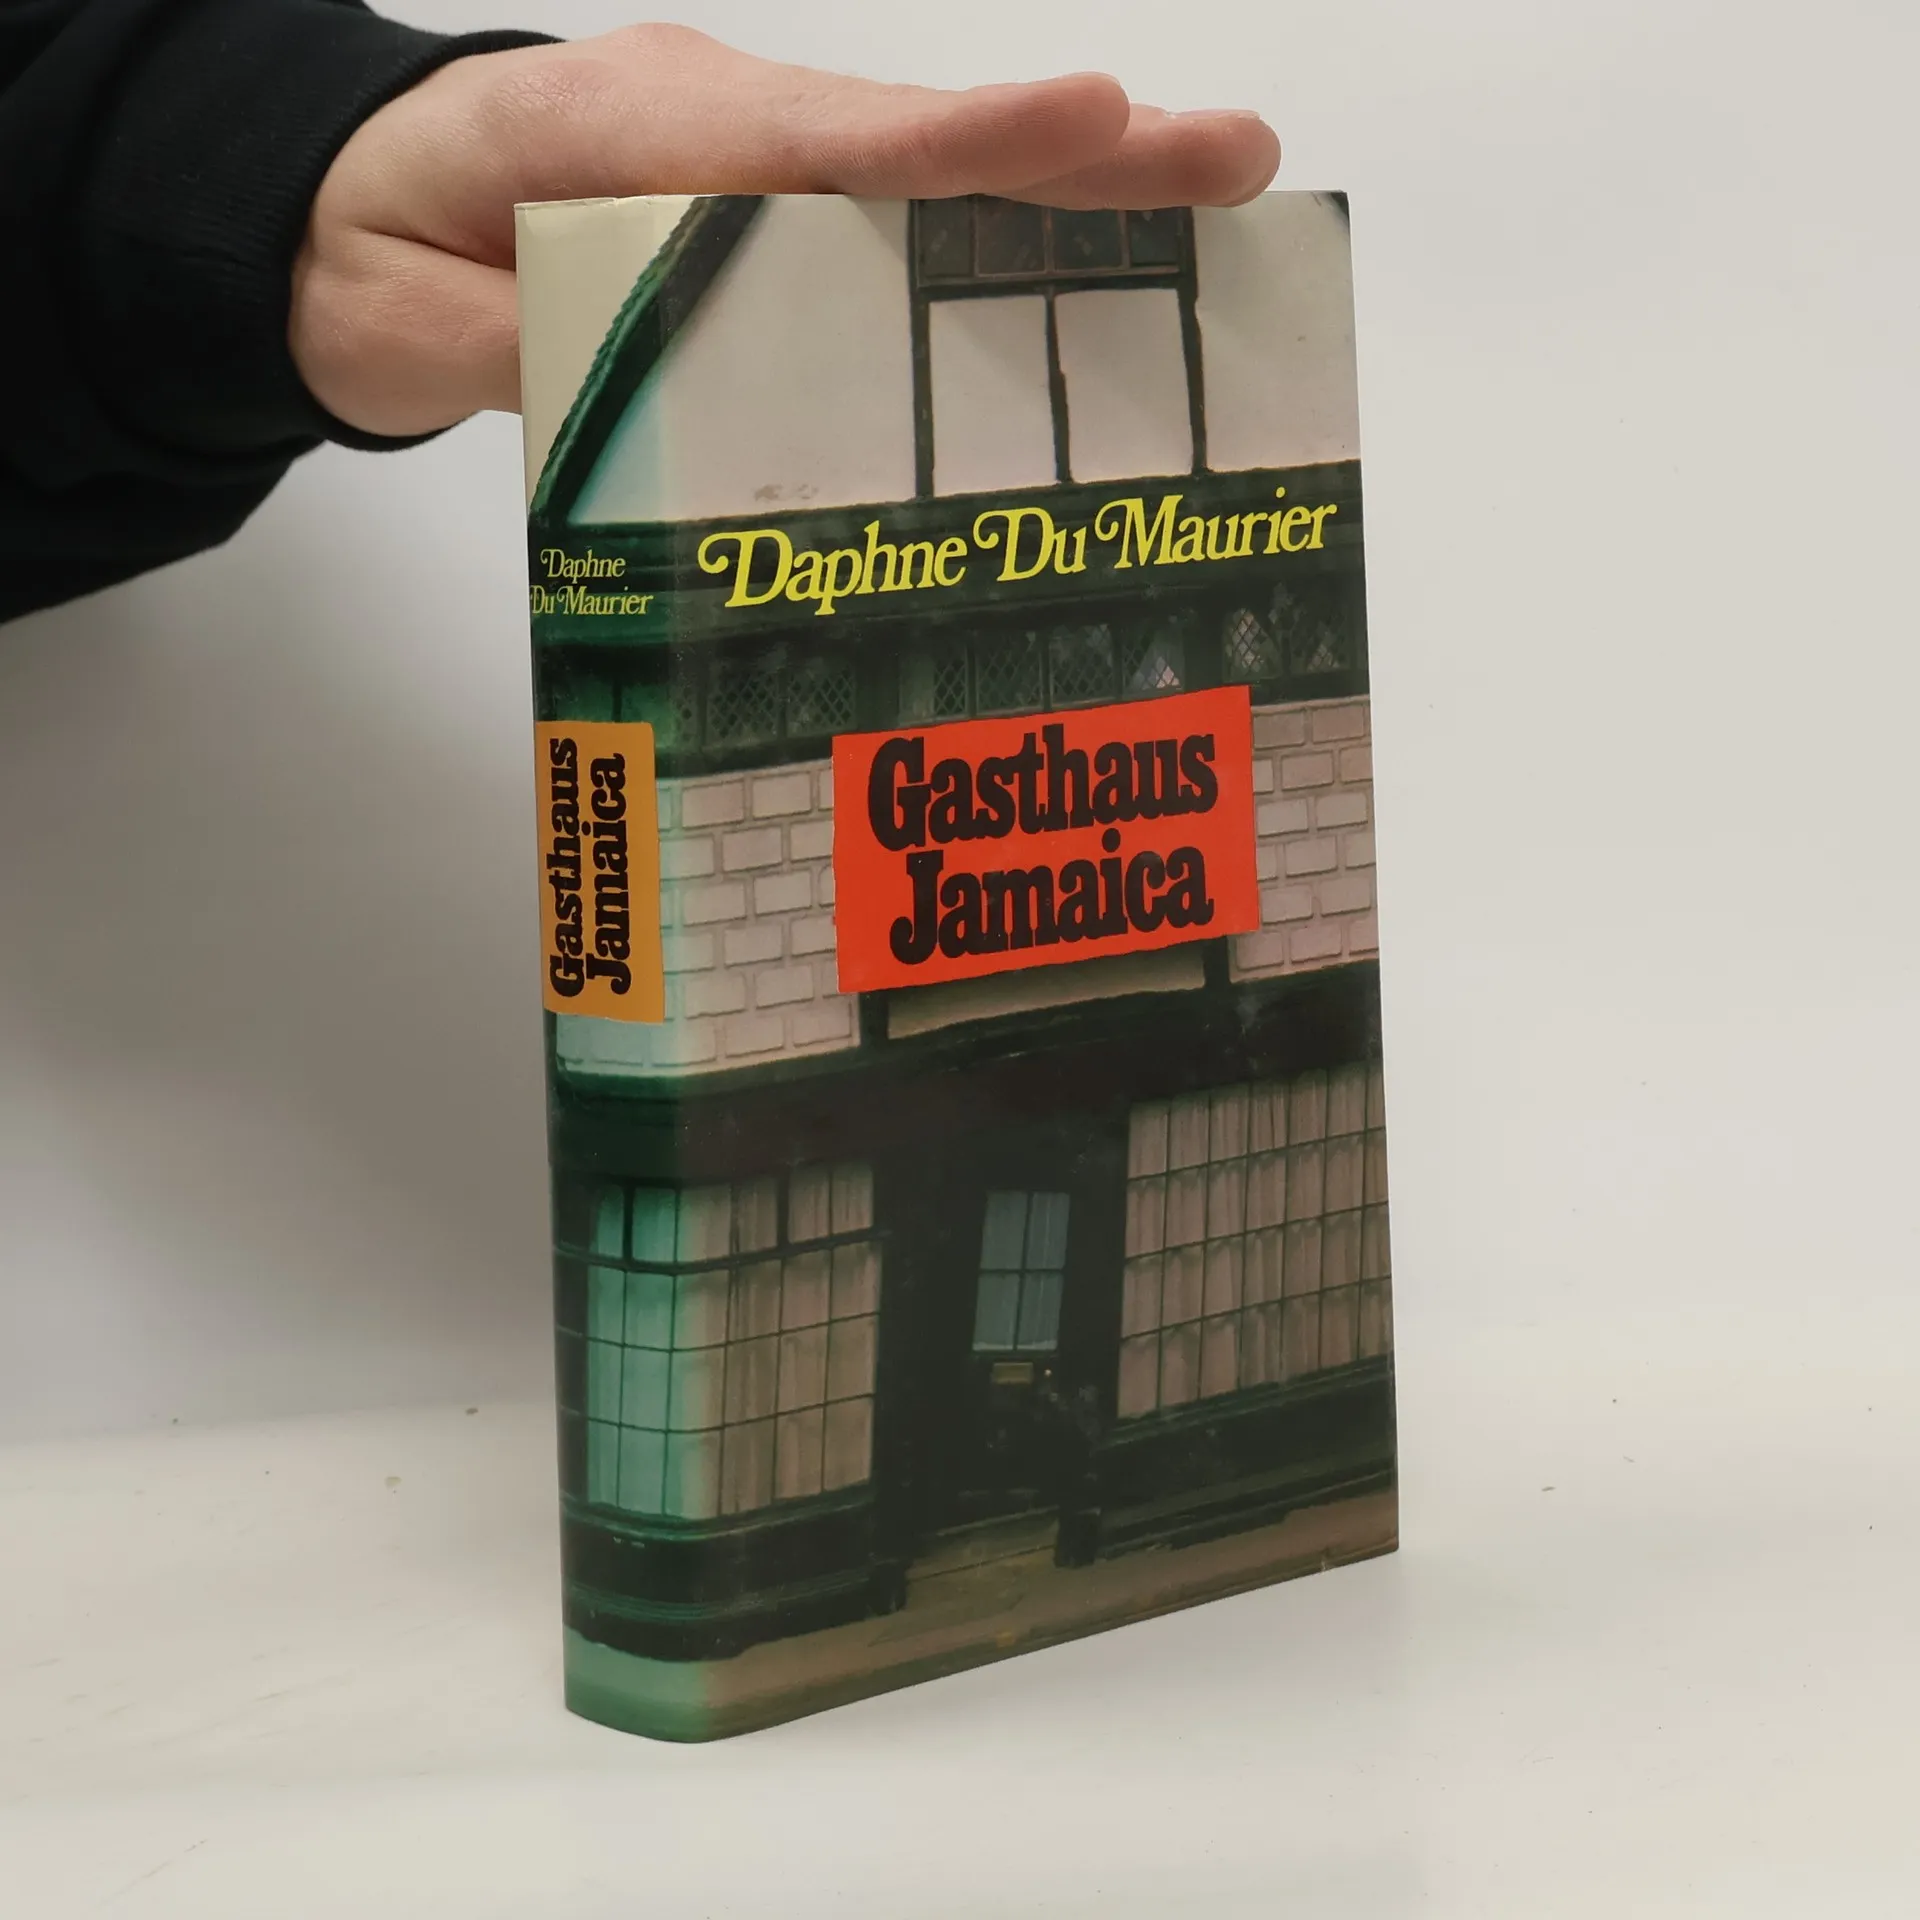 Daphne
Du Maurier
Gasthaus
Jamaica
Daphne Du Maurier
Gasthaus
Jamaica